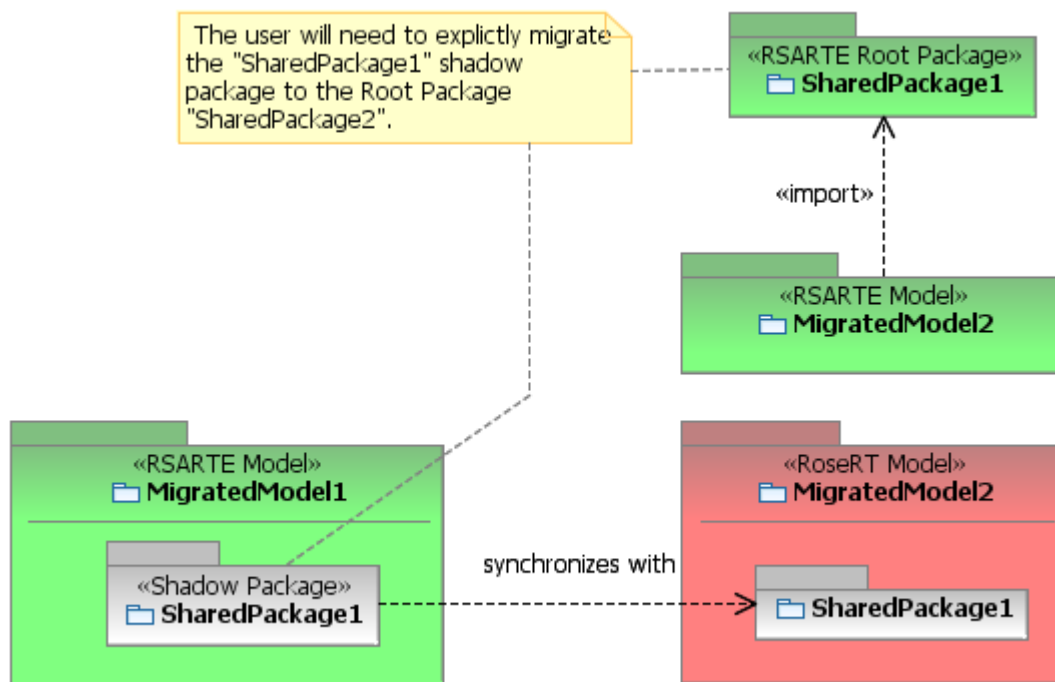 The user will need to explictly migrate
the "SharedPackage1" shadow
package to the Root Package
"SharedPackage2".
«RSARTE Root Package»
SharedPackage1
«import»
«RSARTE Model»
MigratedModel2
«RSARTE Model»
MigratedModel1
«Shadow Package»
SharedPackage1
synchronizes with
«RoseRT Model»
MigratedModel2
SharedPackage1